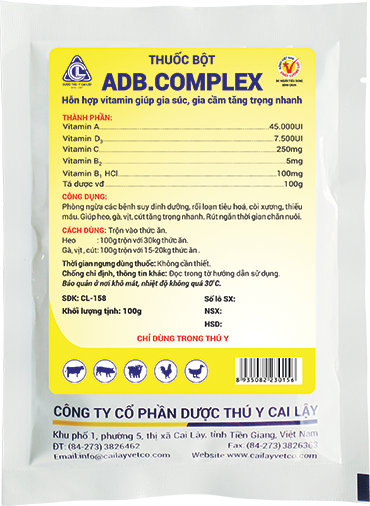 THUỐC BỘT
ADB.COMPLEX
Hỗn hợp vitamin giúp gia súc, gia cầm tăng trọng nhanh
THÀNH PHẦN:
Vitamin A 45.000UI
Vitamin D3 7.500UI
Vitamin C 250mg
Vitamin B2 5mg
Vitamin B1 HCl 100mg
Tá dược vđ 100g
CÔNG DỤNG:
Phòng ngừa các bệnh suy dinh dưỡng, rối loạn tiêu hoá, còi xương, thiếu
máu. Giúp heo, gà, vịt, cút tăng trọng nhanh. Rút ngắn thời gian chăn nuôi.
CÁCH DÙNG: Trộn vào thức ăn.
Heo : 100g trộn với 30kg thức ăn.
Gà, vịt, cút: 100g trộn với 15-20kg thức ăn.
Thời gian ngưng dùng thuốc: Không cần thiết.
Chống chỉ định, thông tin khác: Đọc trong tờ hướng dẫn sử dụng.
Bảo quản ở nơi khô mát, nhiệt độ không quá 30°C.
SĐK: CL-158 Số lô SX:
Khối lượng tịnh: 100g NSX:
HSD:
CHỈ DÙNG TRONG THÚ Y
8 935082 230156
CÔNG TY CỔ PHẦN DƯỢC THÚ Y CAI LẬY
Khu phố 1, phường 5, thị xã Cai Lậy, tỉnh Tiền Giang, Việt Nam
ĐT: (84-273) 3826462 Fax: (84-273) 3826363
Email:info@cailayvetco.com Website www.cailayvetco.com